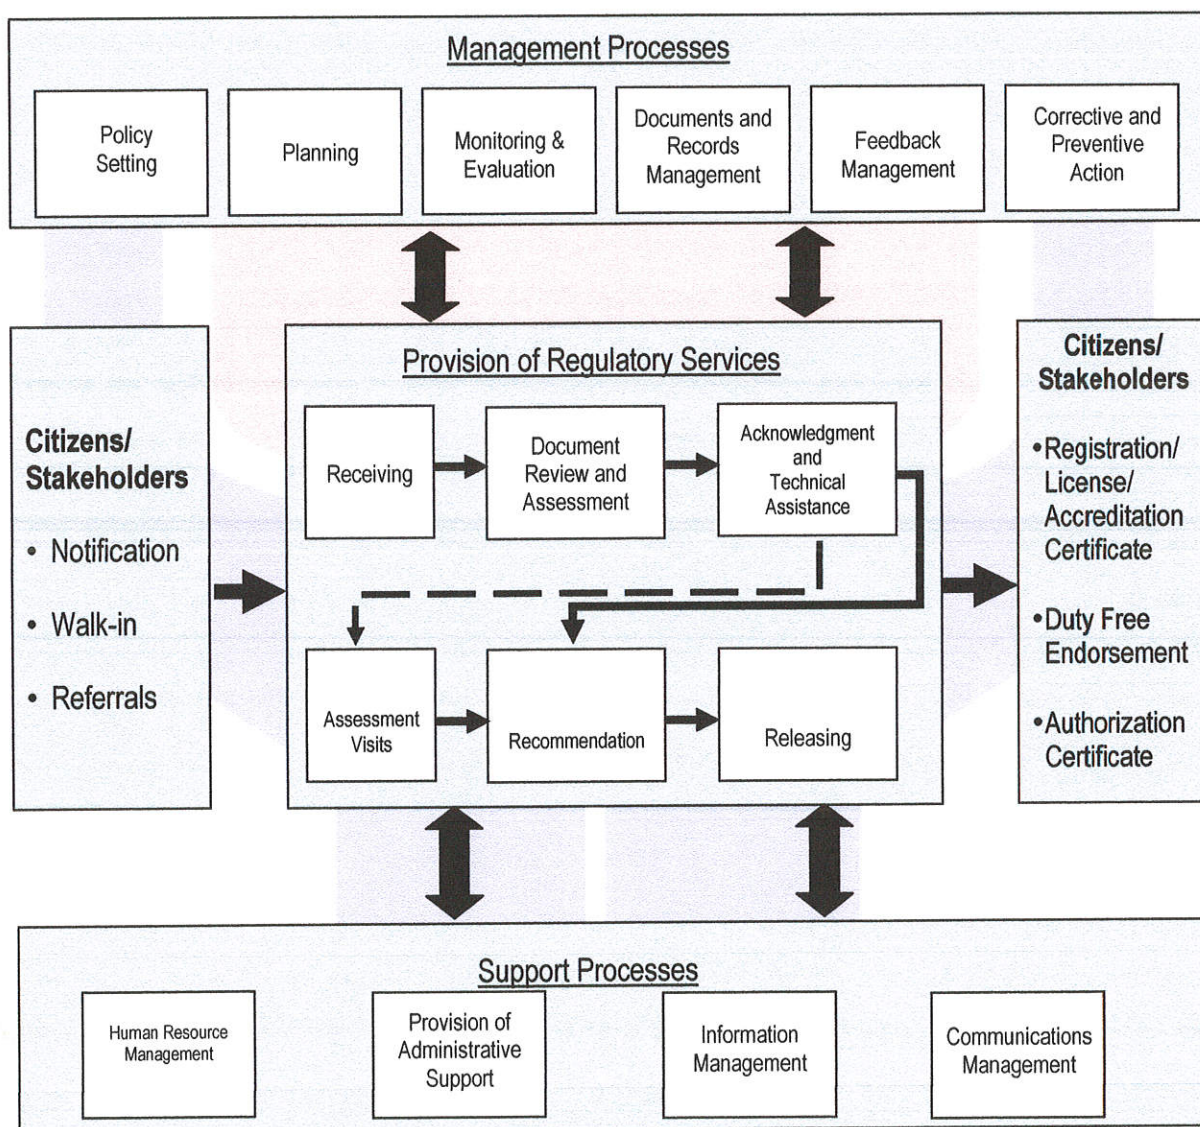 Management Processes
Policy
Setting
Planning
Monitoring &
Evaluation
Documents and
Records
Management
Feedback
Management
Corrective and
Preventive
Action
Citizens/
Stakeholders
• Notification
• Walk-in
• Referrals
Provision of Regulatory Services
Receiving
Document
Review and
Assessment
Acknowledgment
and
Technical
Assistance
Assessment
Visits
Recommendation
Releasing
Citizens/
Stakeholders
•Registration/
License/
Accreditation
Certificate
•Duty Free
Endorsement
•Authorization
Certificate
Support Processes
Human Resource
Management
Provision of
Administrative
Support
Information
Management
Communications
Management